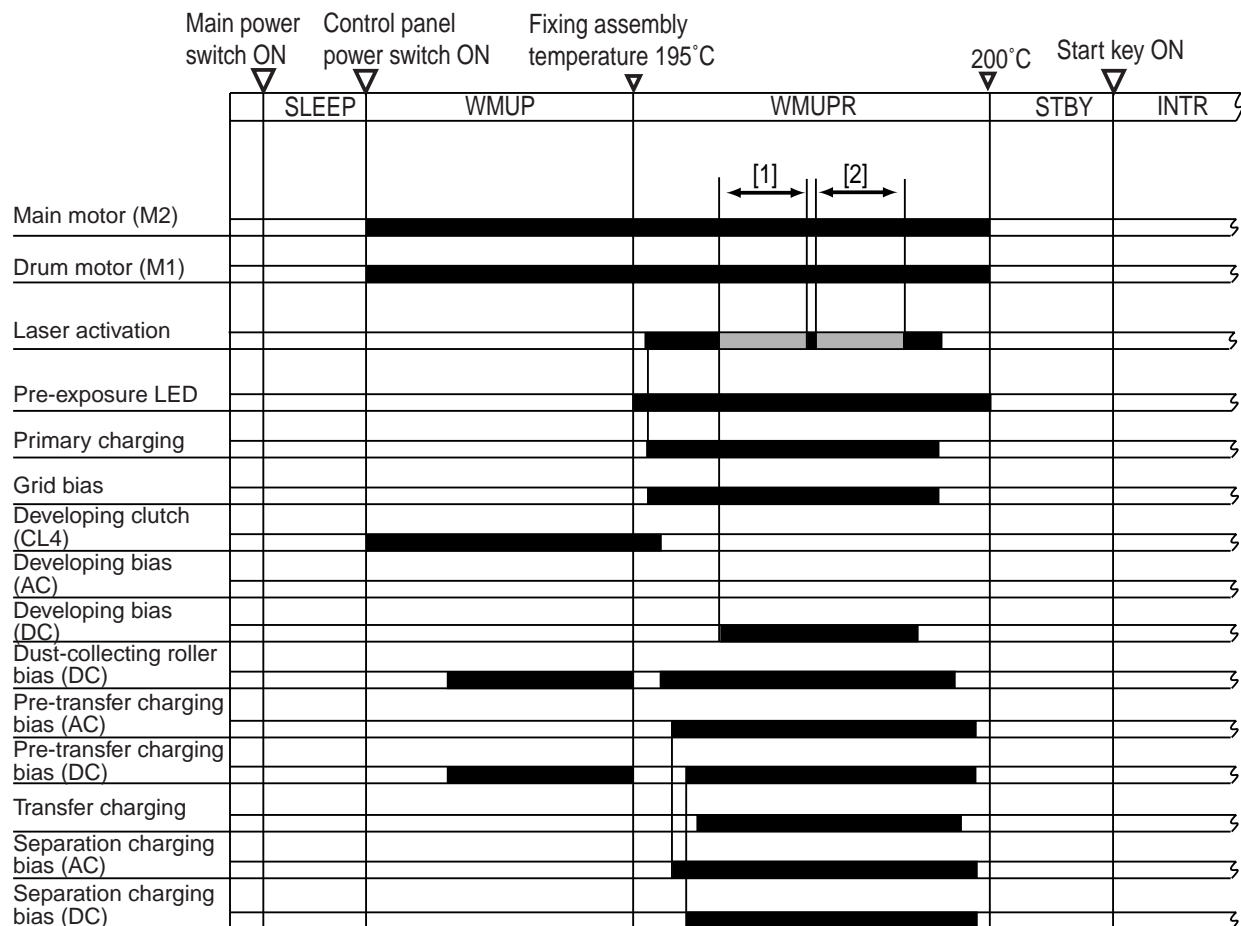 Main power
switch ON
Control panel
power switch ON
Fixing assembly
temperature 195˚C
200˚C
Start key ON
SLEEP
WMUP
WMUPR
STBY
INTR
[1]
[2]
Main motor (M2)
Drum motor (M1)
Laser activation
Pre-exposure LED
Primary charging
Grid bias
Developing clutch
(CL4)
Developing bias
(AC)
Developing bias
(DC)
Dust-collecting roller
bias (DC)
Pre-transfer charging
bias (AC)
Pre-transfer charging
bias (DC)
Transfer charging
Separation charging
bias (AC)
Separation charging
bias (DC)